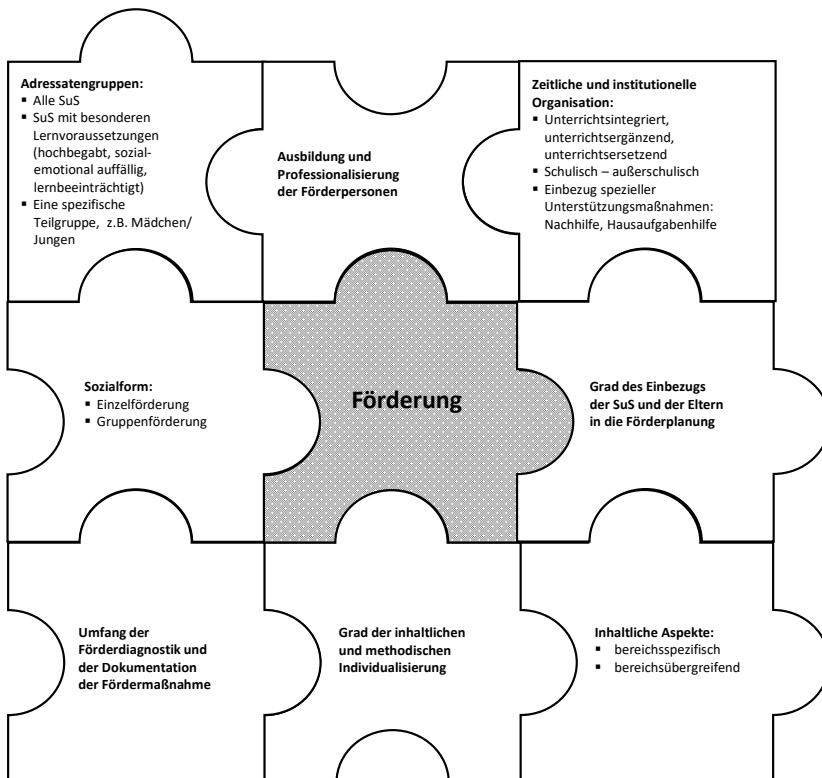 Adressatengruppen:
▪ Alle SuS
▪ SuS mit besonderen
Lernvoraussetzungen
(hochbegabt, sozial-
emotional auffällig,
lernbeeinträchtigt)
▪ Eine spezifische
Teilgruppe, z.B. Mädchen/
Jungen
Ausbildung und
Professionalisierung
der Förderpersonen
Zeitliche und institutionelle
Organisation:
▪ Unterrichtsintegriert,
unterrichtsergänzend,
unterrichtsersetzend
▪ Schulisch – außerschulisch
▪ Einbezug spezieller
Unterstützungsmaßnahmen:
Nachhilfe, Hausaufgabenhilfe
Sozialform:
▪ Einzelförderung
▪ Gruppenförderung
Förderung
Grad des Einbezugs
der SuS und der Eltern
in die Förderplanung
Umfang der
Förderdiagnostik und
der Dokumentation
der Fördermaßnahme
Grad der inhaltlichen
und methodischen
Individualisierung
Inhaltliche Aspekte:
▪ bereichsspezifisch
▪ bereichsübergreifend